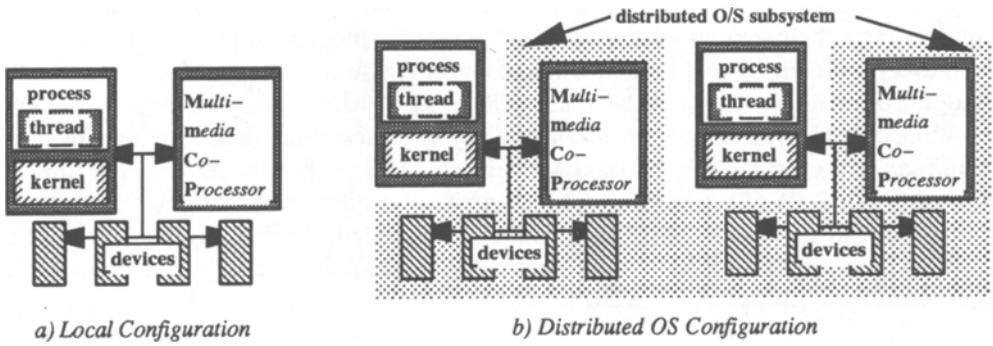 distributed O/S subsystem
process
thread
kernel
Multi–
media
Co–
Processor
devices
process
thread
kernel
Multi–
media
Co–
Processor
devices
process
thread
kernel
Multi–
media
Co–
Processor
devices
a) Local Configuration
b) Distributed OS Configuration